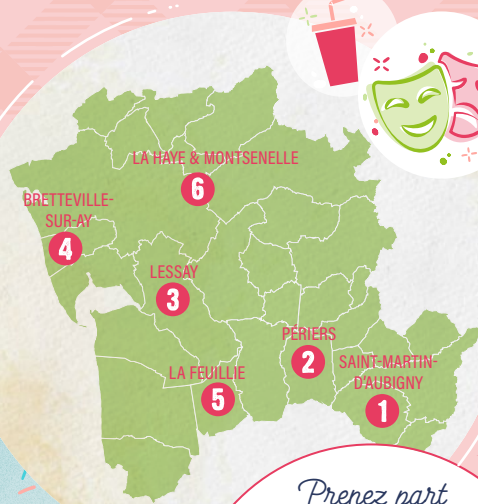 LA HAYE & MONTSENELLE
6
BRETTEVILLE-
SUR-AY
4
LESSAY
3
PÉRIERS
2
SAINT-MARTIN-
D'AUBIGNY
1
LA FEUILLIE
5
Prenez part